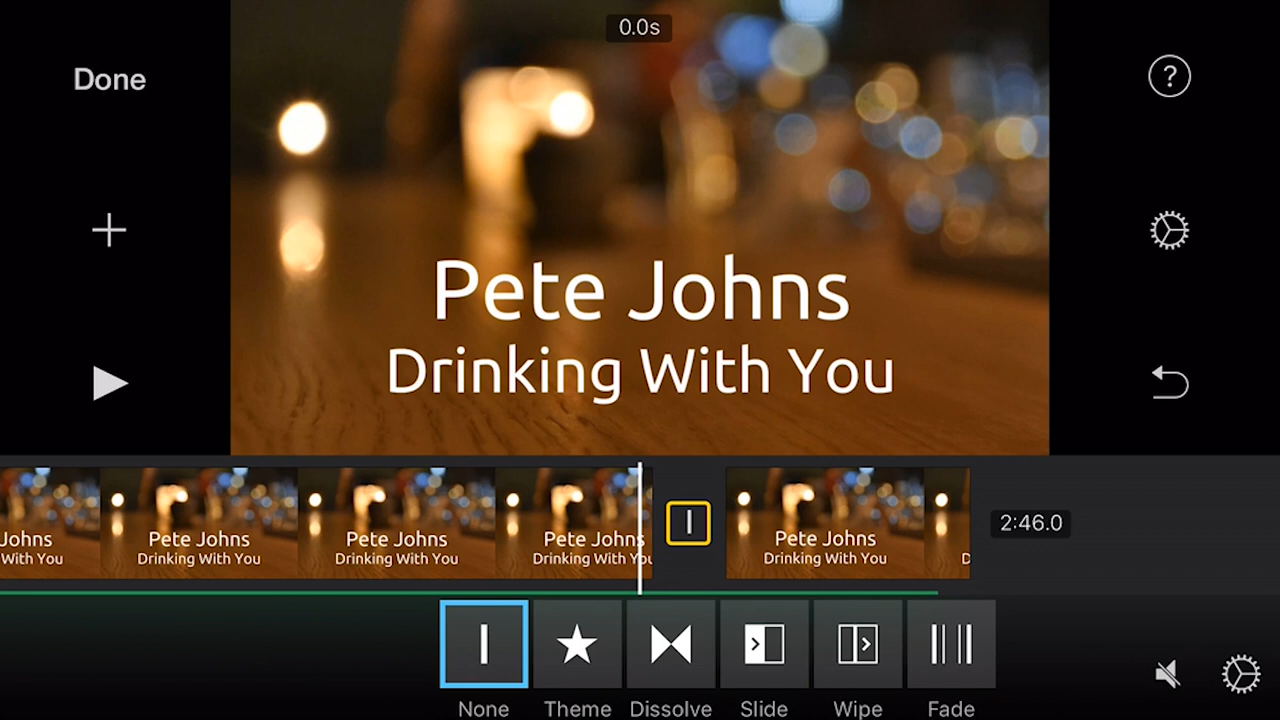 0.0s
Done
?
Pete Johns
Drinking With You
Johns
With You
Pete Johns
Drinking With You
Pete Johns
Drinking With You
Pete Johns
Drinking With You
Pete Johns
Drinking With You
D
2:46.0
None
Theme
Dissolve
Slide
Wipe
Fade